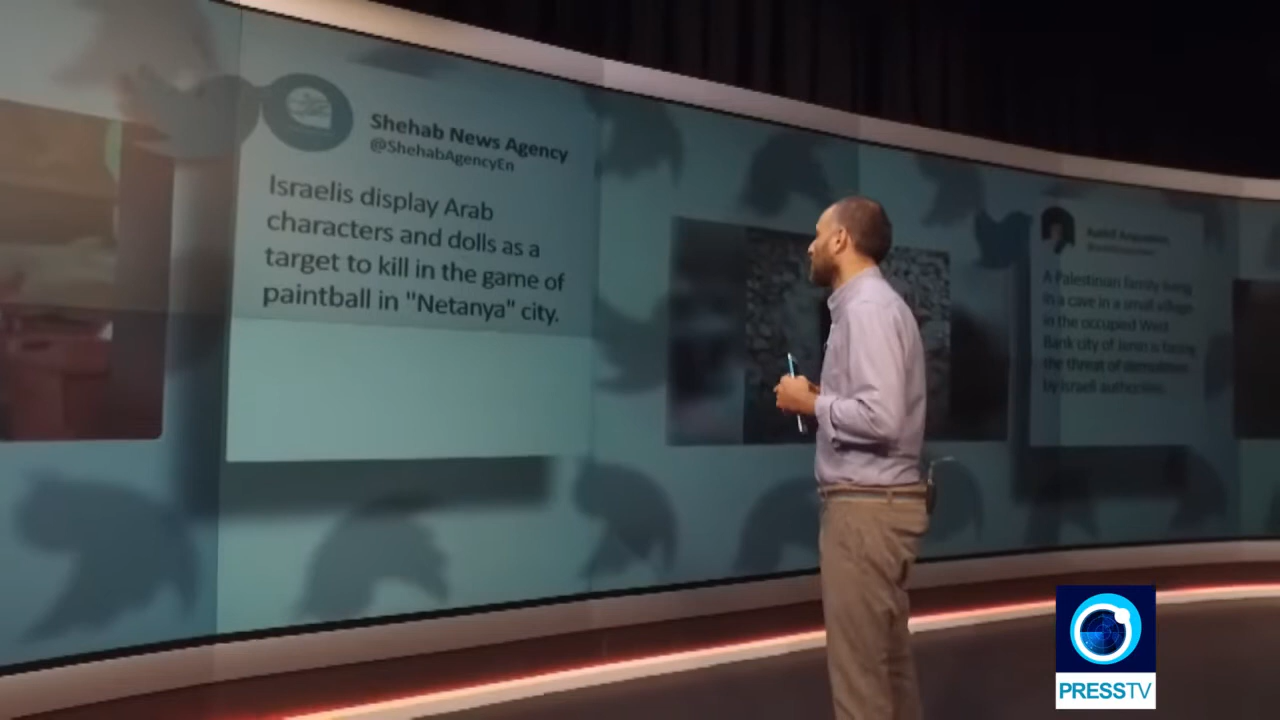 Shehab News Agency
@ShehabAgencyEn
Israelis display Arab
characters and dolls as a
target to kill in the game of
paintball in "Netanya" city.
A Palestinian family living
in a cave in a small village
in the occupied West
Bank city of Jenin is facing
the threat of demolition
by Israeli authorities.
PRESSTV